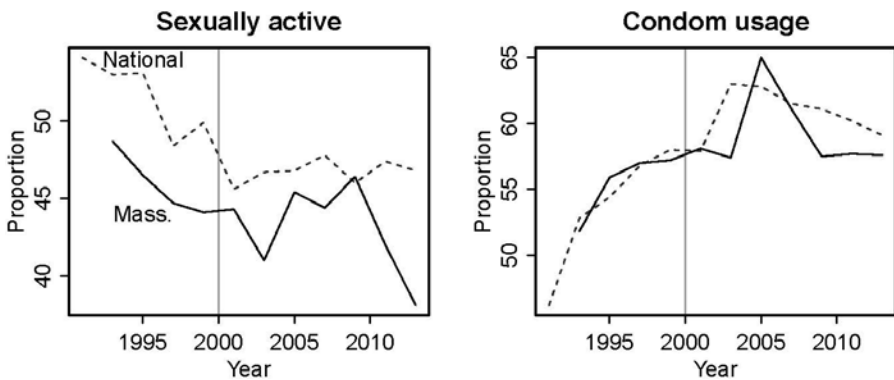 Sexually active
National
Mass.
Proportion
50
45
40
1995 2000 2005 2010
Year
Condom usage
Proportion
65
60
55
50
1995 2000 2005 2010
Year